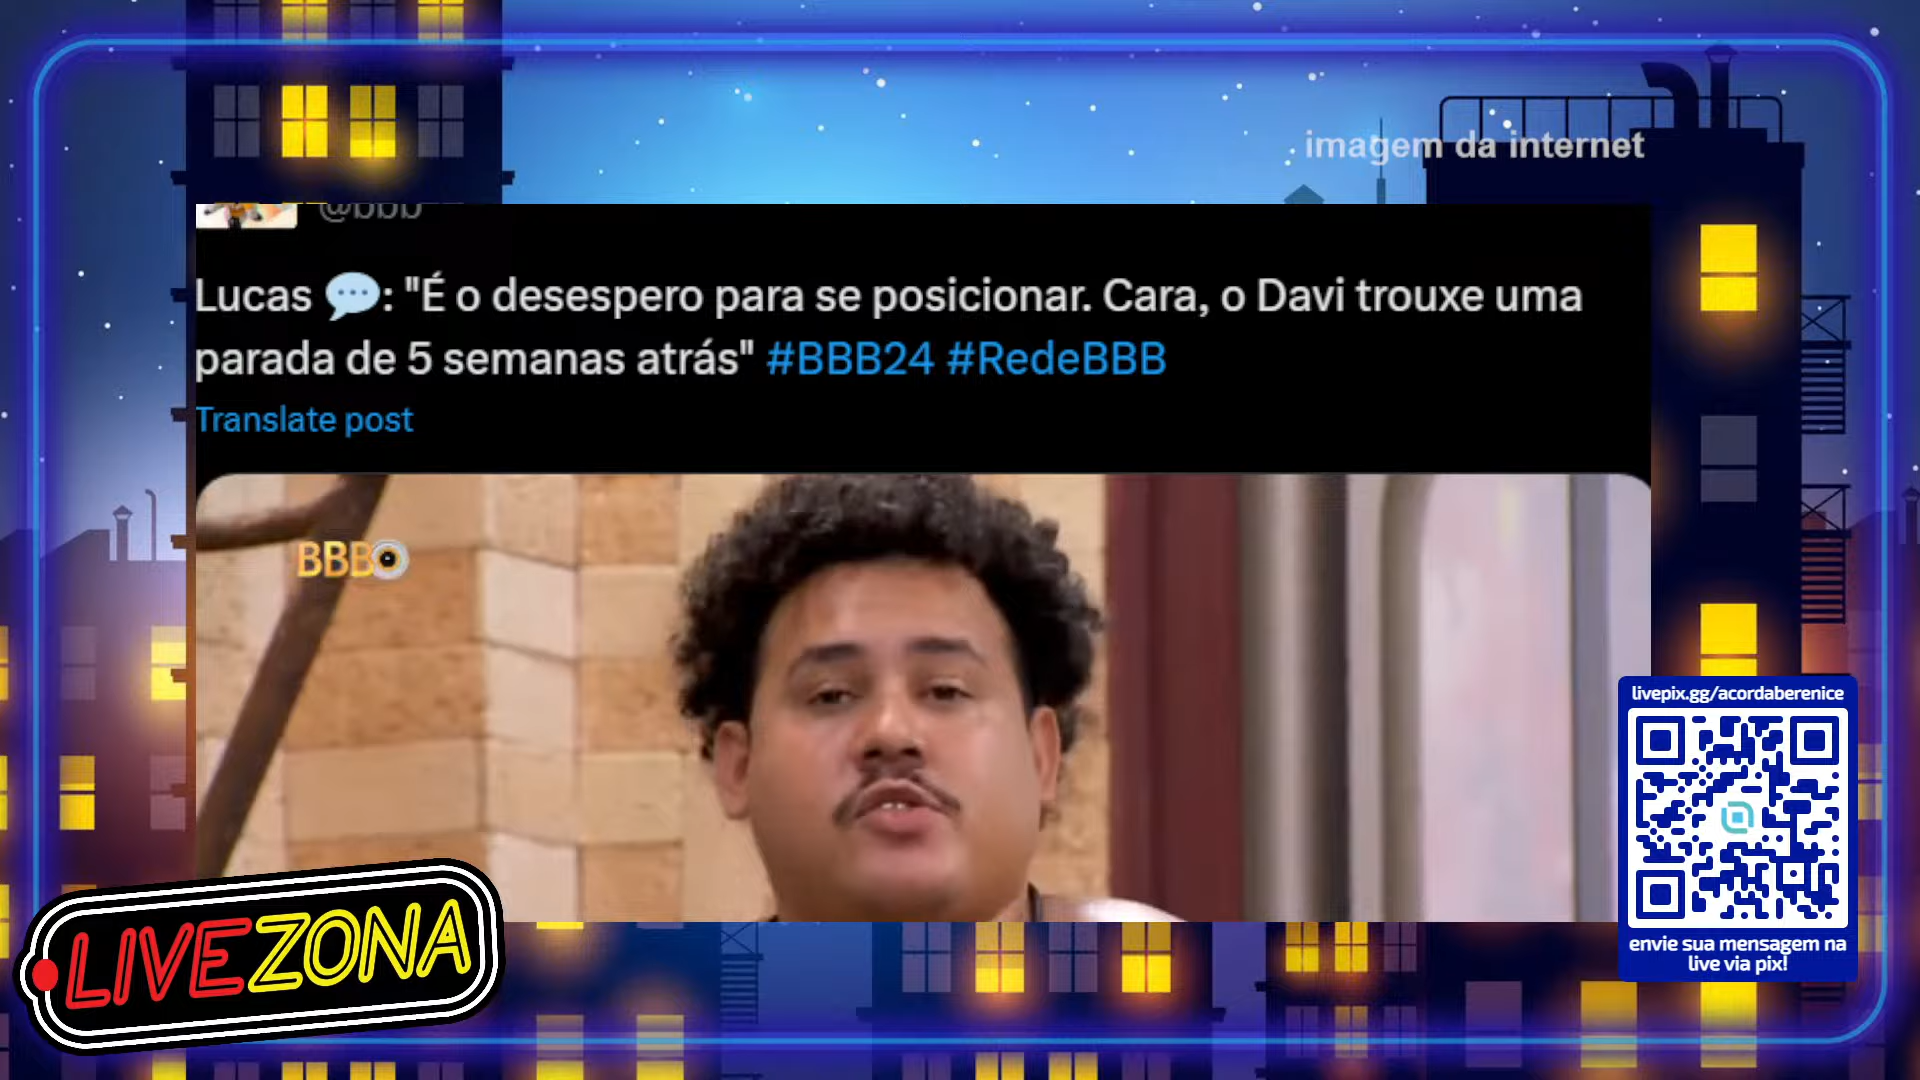 imagem da internet
@bbb
Lucas 💬: "É o desespero para se posicionar. Cara, o Davi trouxe uma
parada de 5 semanas atrás" #BBB24 #RedeBBB
Translate post
BBB
livepix.gg/acordaberenice
LIVEZONA
envie sua mensagem na
live via pix!